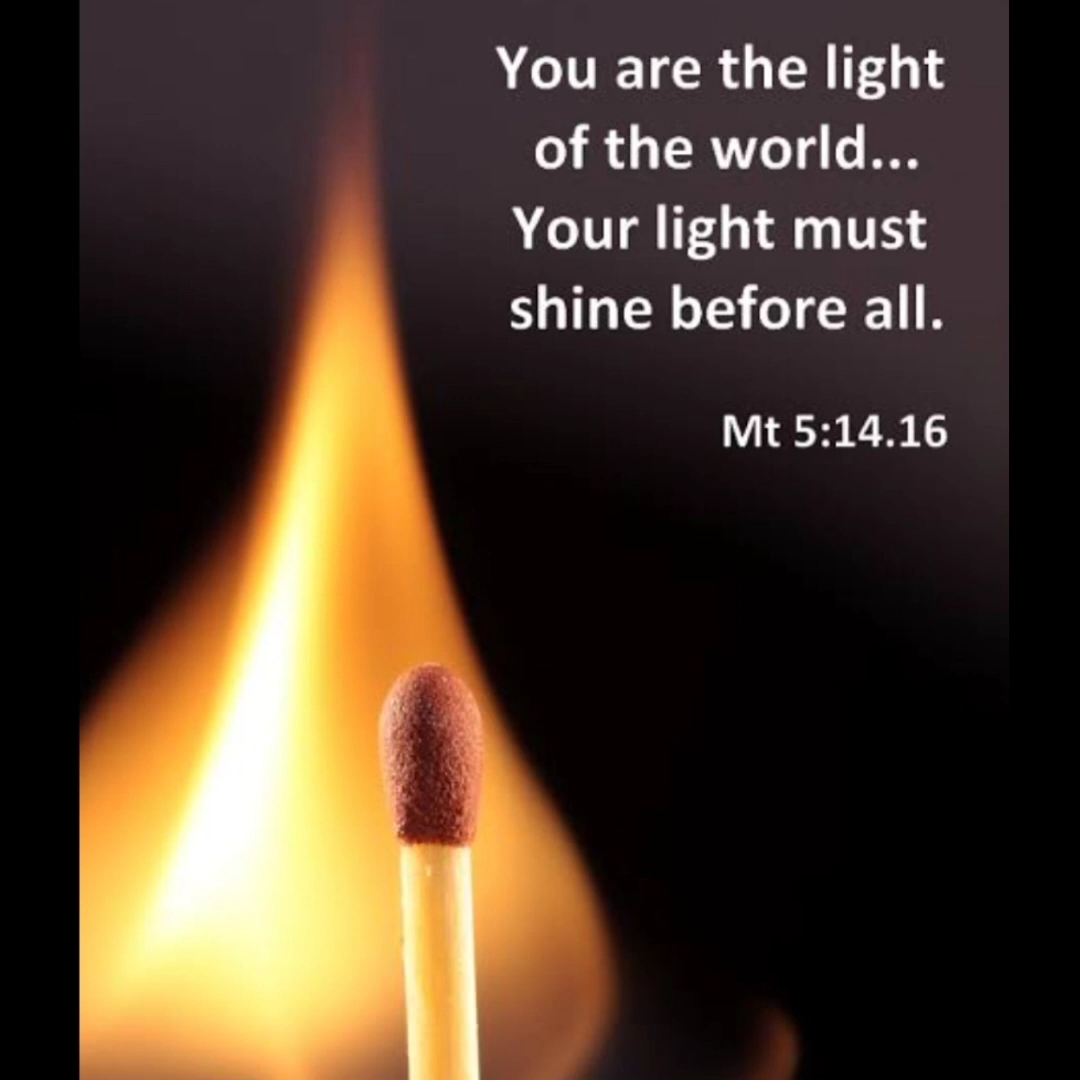 You are the light
of the world...
Your light must
shine before all.
Mt 5:14.16